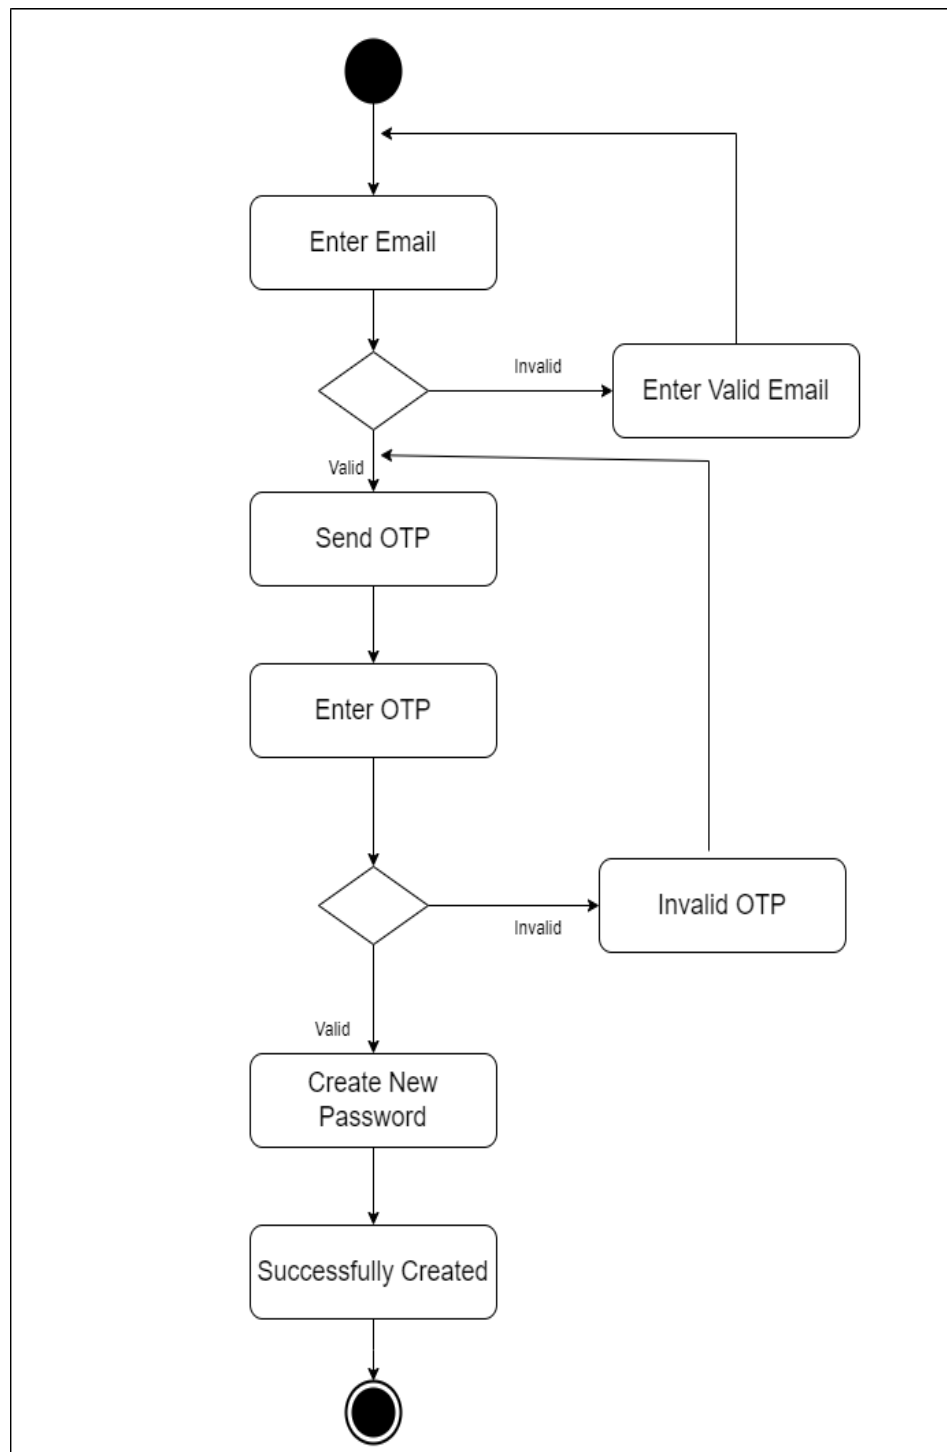 Enter Email
Invalid
Enter Valid Email
Valid
Send OTP
Enter OTP
Invalid OTP
Invalid
Valid
Create New
Password
Successfully Created